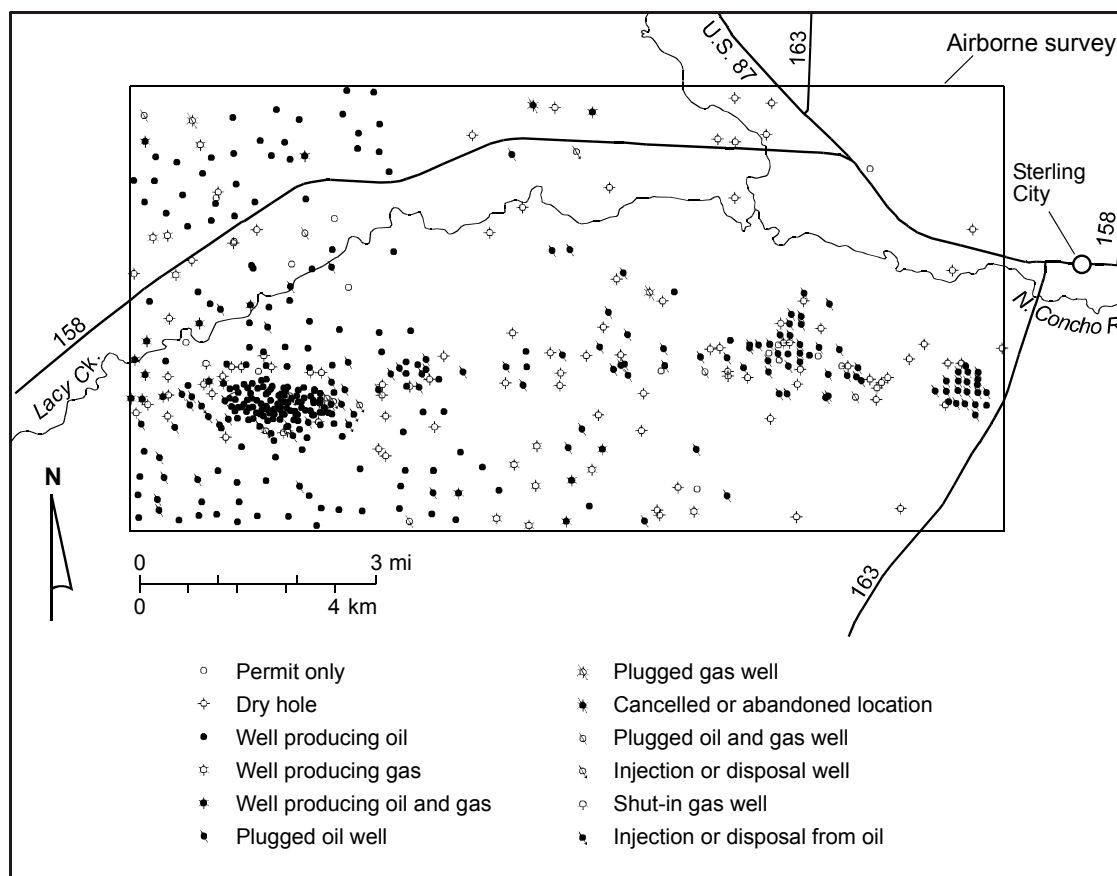 U.S. 87
163
Airborne survey
Sterling
City
158
N. Concho R
158
Lacy Ck.
N
0 3 mi
0 4 km
163
Permit only
Dry hole
Well producing oil
Well producing gas
Well producing oil and gas
Plugged oil well
Plugged gas well
Cancelled or abandoned location
Plugged oil and gas well
Injection or disposal well
Shut-in gas well
Injection or disposal from oil